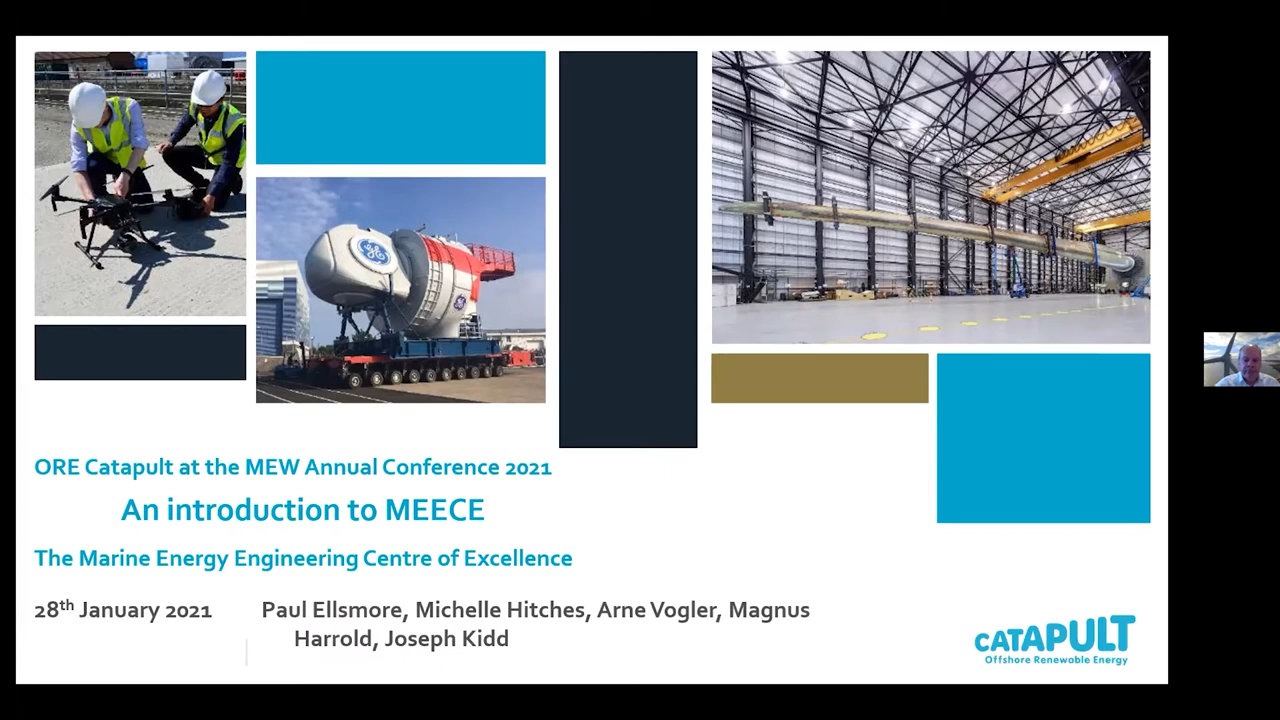 ORE Catapult at the MEW Annual Conference 2021
An introduction to MEECE
The Marine Energy Engineering Centre of Excellence
28th January 2021
Paul Ellsmore, Michelle Hitches, Arne Vogler, Magnus
Harrold, Joseph Kidd
CATAPULT
Offshore Renewable Energy